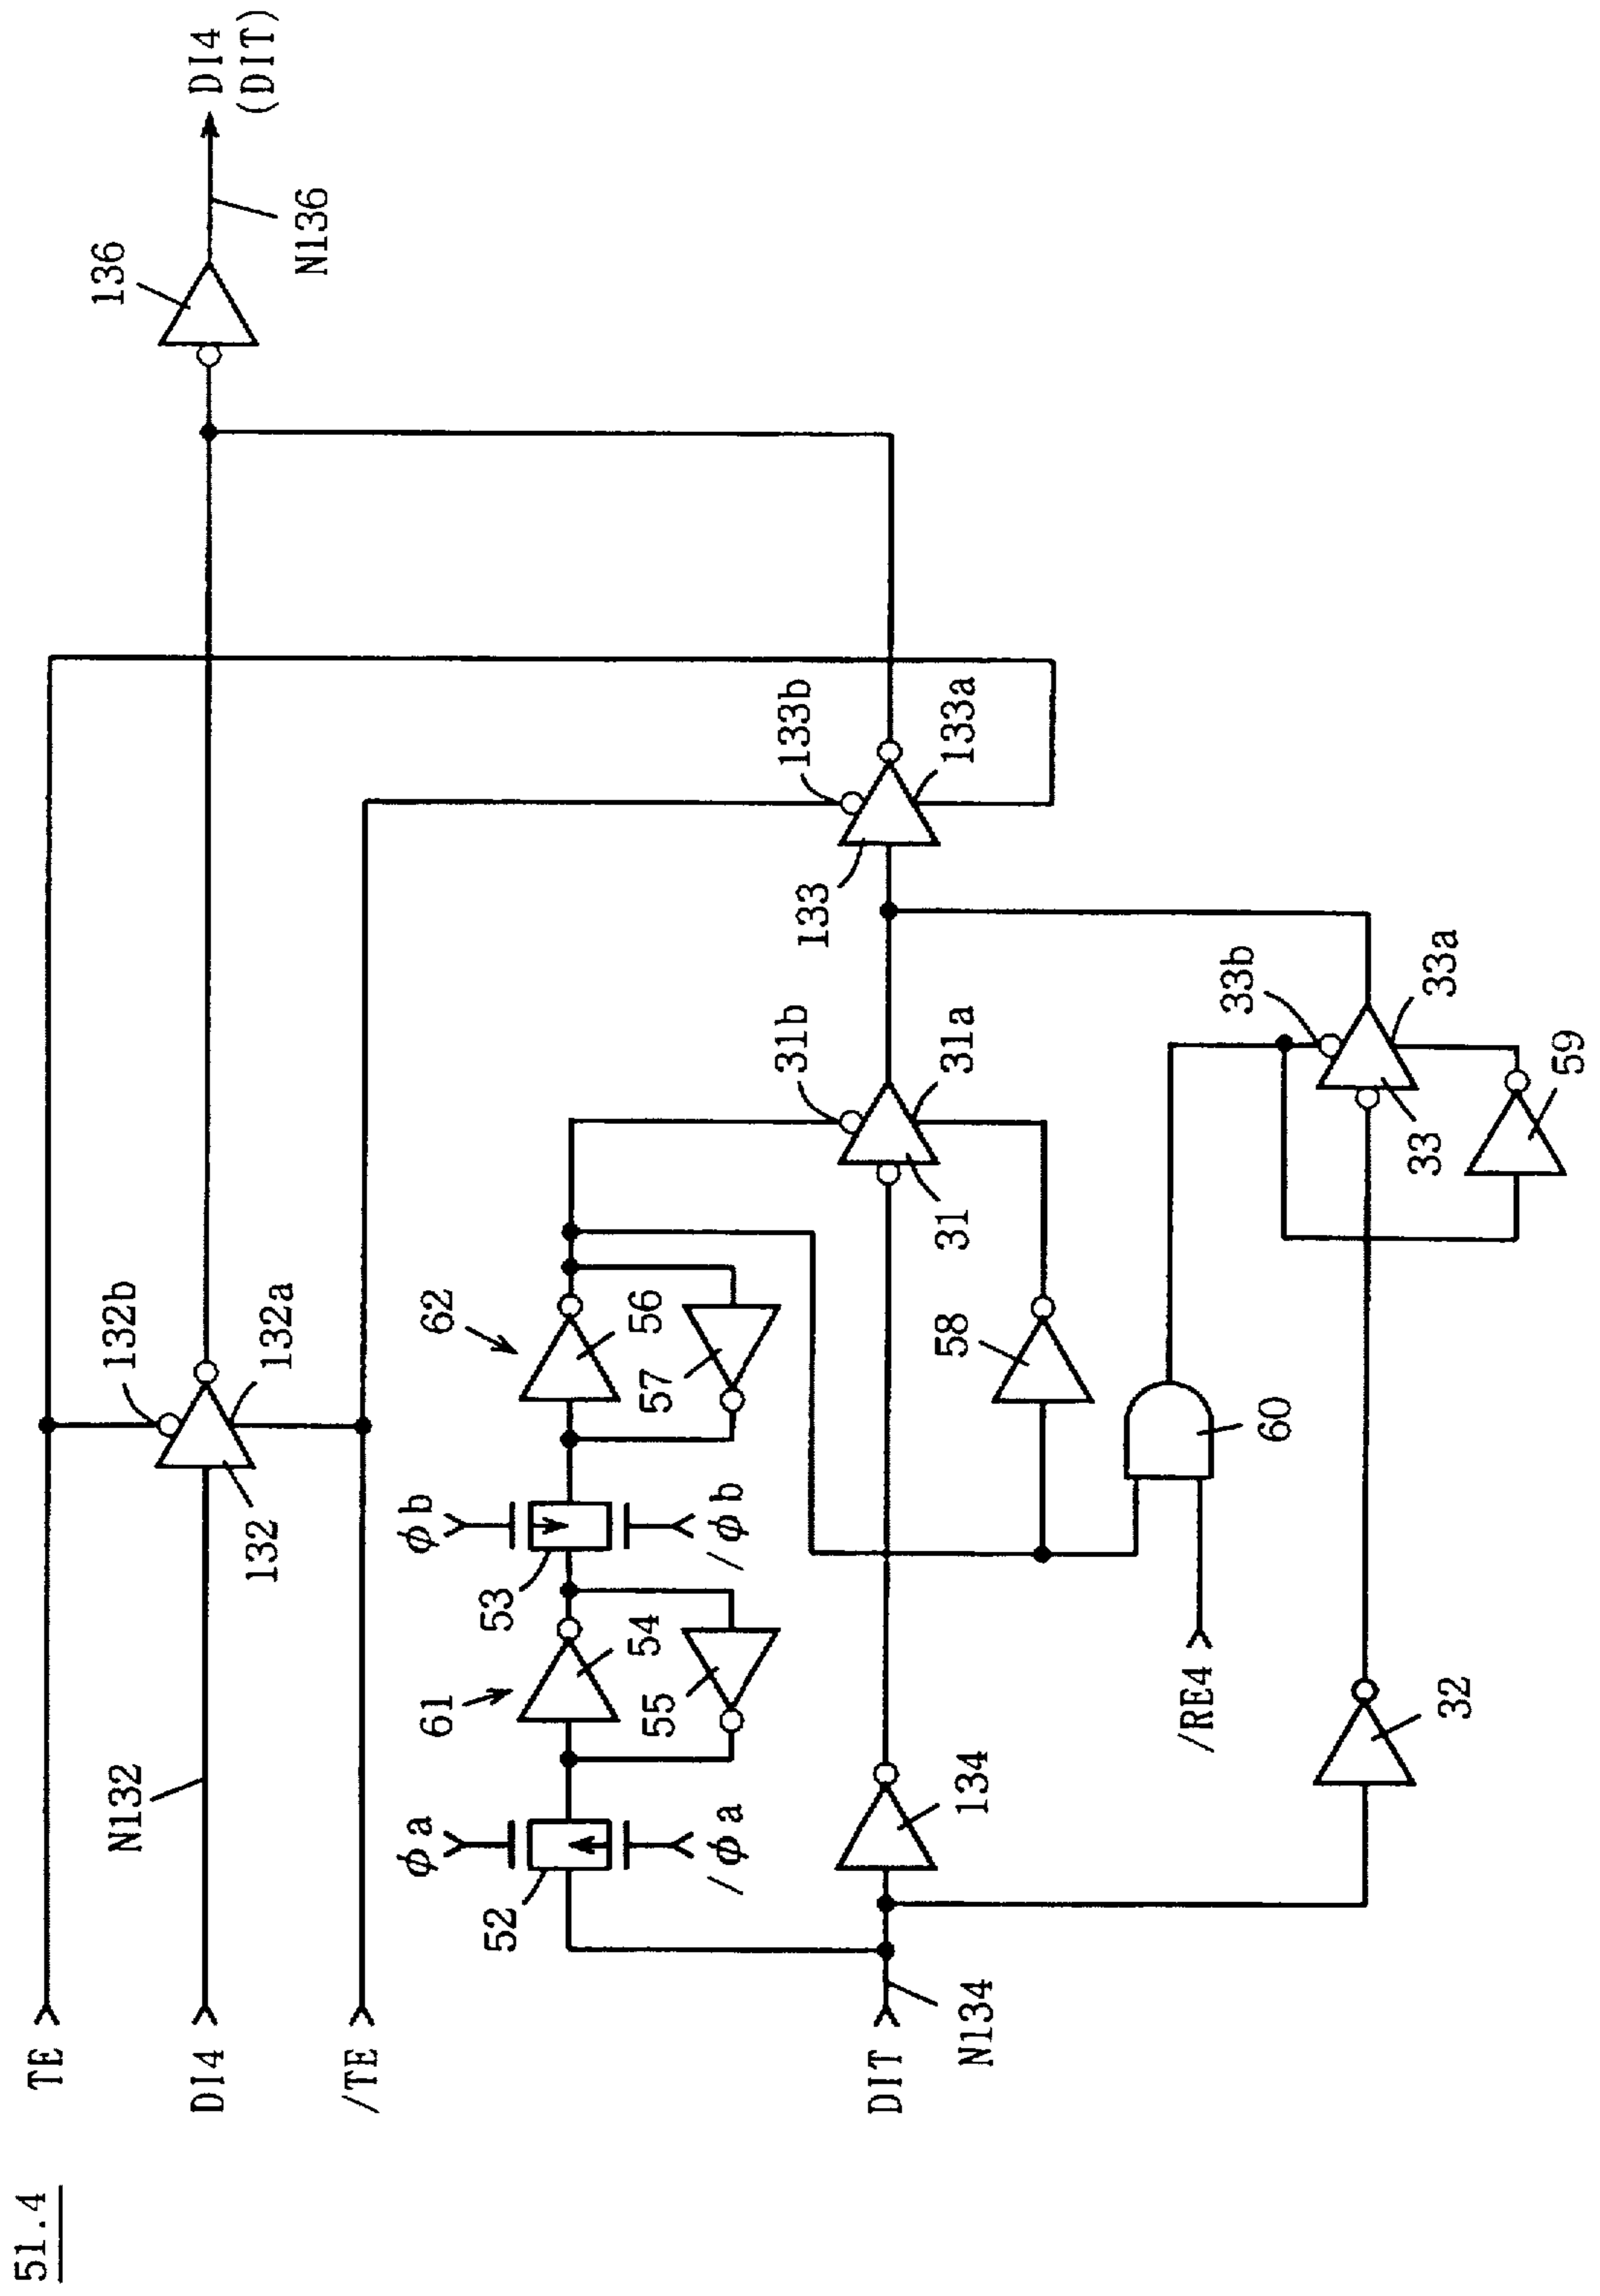 51.4
TE
DI4
/TE
N132
132
132b
132a
136
N136
DI4
(DIT)
φa
/φa
52
61
54
55
φb
/φb
53
62
56
57
DIT
N134
134
58
31
31b
31a
133
133b
133a
/RE4
60
32
33
33b
33a
59